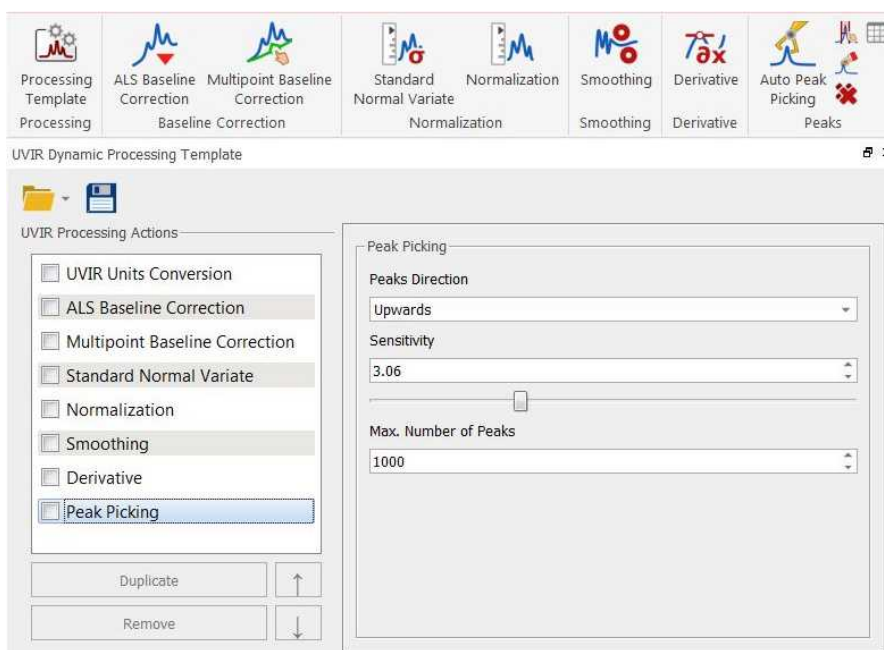 Processing Template
ALS Baseline Correction
Multipoint Baseline Correction
Standard Normal Variate
Normalization
Smoothing
Derivative
Auto Peak Picking
Processing
Baseline Correction
Normalization
Smoothing
Derivative
Peaks
UVIR Dynamic Processing Template
UVIR Processing Actions
UVIR Units Conversion
ALS Baseline Correction
Multipoint Baseline Correction
Standard Normal Variate
Normalization
Smoothing
Derivative
Peak Picking
Duplicate
Remove
Peak Picking
Peaks Direction
Upwards
Sensitivity
3.06
Max. Number of Peaks
1000